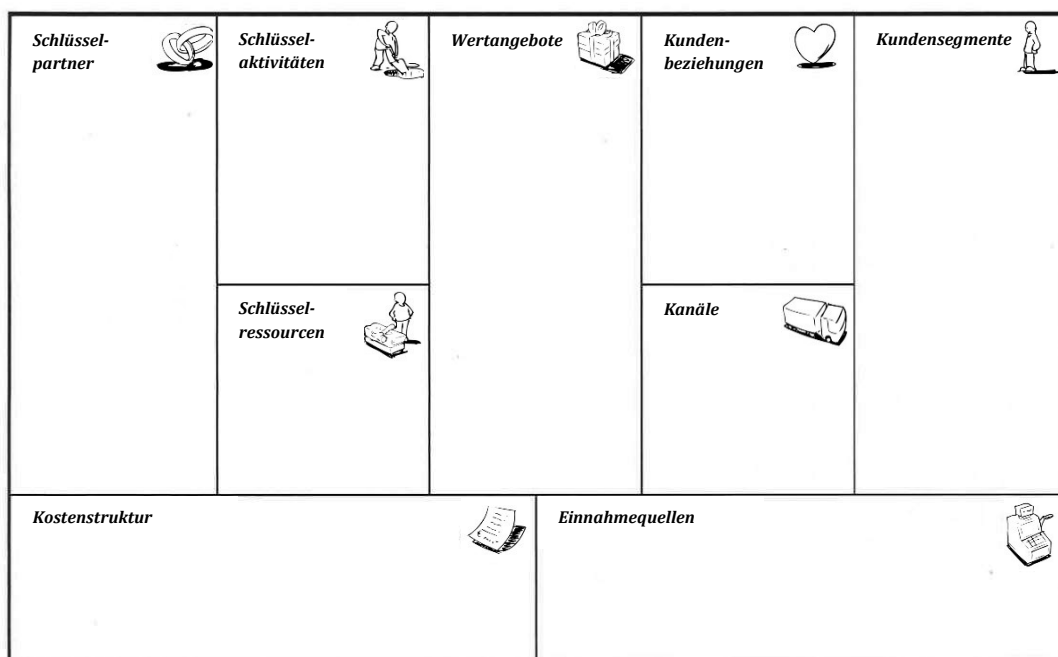 Schlüssel-
partner
Schlüssel-
aktivitäten
Wertangebote
Kunden-
beziehungen
Kundensegmente
Schlüssel-
ressourcen
Kanäle
Kostenstruktur
Einnahmequellen